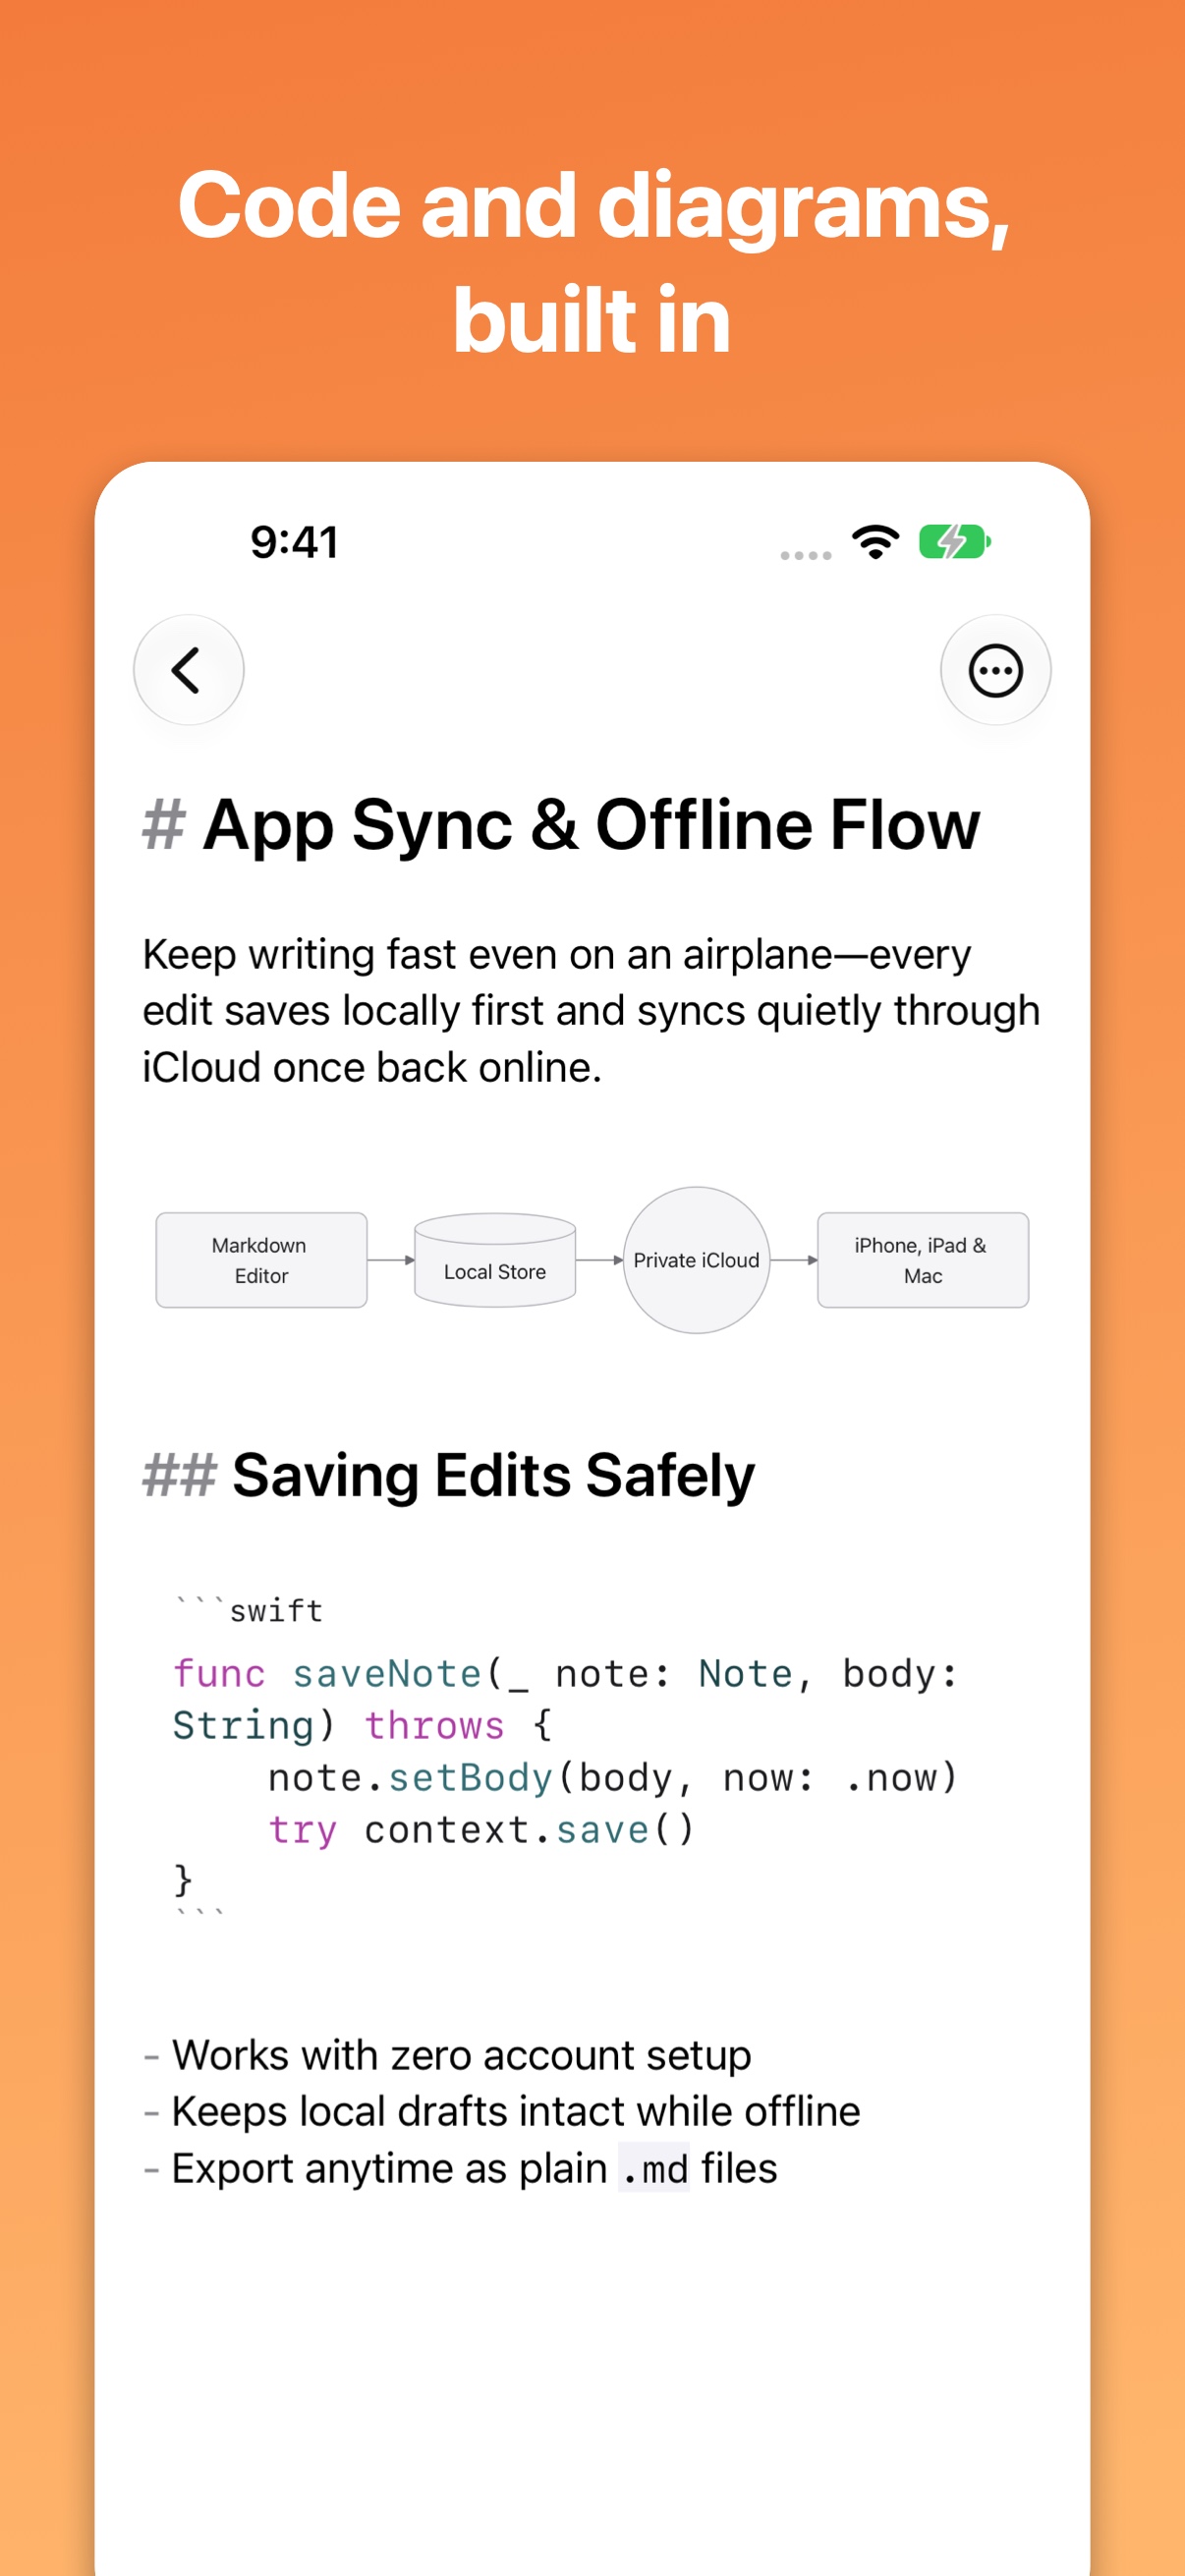 Code and diagrams,
built in
9:41
# App Sync & Offline Flow
Keep writing fast even on an airplane—every
edit saves locally first and syncs quietly through
iCloud once back online.
Markdown
Editor
Local Store
Private iCloud
iPhone, iPad &
Mac
## Saving Edits Safely
```swift
func saveNote(_ note: Note, body:
String) throws {
    note.setBody(body, now: .now)
    try context.save()
}
```
- Works with zero account setup
- Keeps local drafts intact while offline
- Export anytime as plain .md files